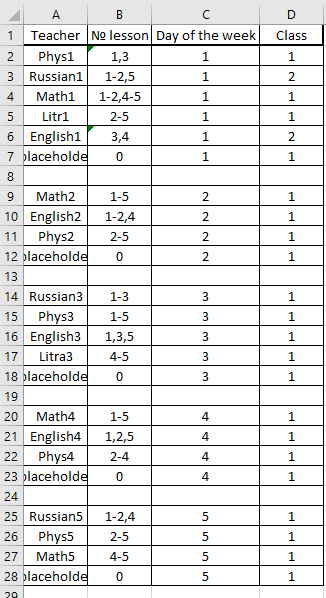 A B C D
1 Teacher № lesson Day of the week Class
2 Phys1 1,3 1 1
3 Russian1 1-2,5 1 2
4 Math1 1-2,4-5 1 1
5 Litr1 2-5 1 1
6 English1 3,4 1 2
7 placeholde 0 1 1
8
9 Math2 1-5 2 1
10 English2 1-2,4 2 1
11 Phys2 2-5 2 1
12 placeholde 0 2 1
13
14 Russian3 1-3 3 1
15 Phys3 1-5 3 1
16 English3 1,3,5 3 1
17 Litra3 4-5 3 1
18 placeholde 0 3 1
19
20 Math4 1-5 4 1
21 English4 1,2,5 4 1
22 Phys4 2-4 4 1
23 placeholde 0 4 1
24
25 Russian5 1-2,4 5 1
26 Phys5 2-5 5 1
27 Math5 4-5 5 1
28 placeholde 0 5 1
29